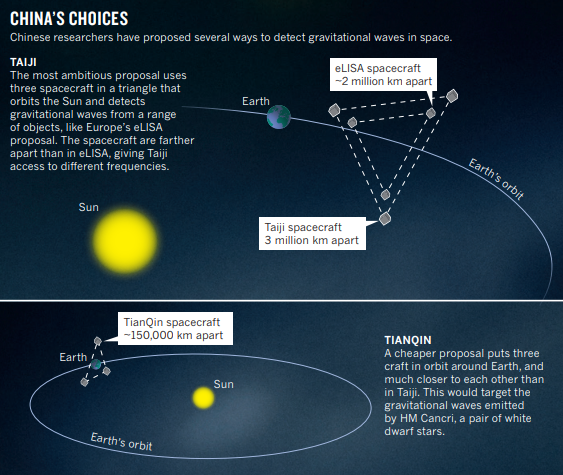 CHINA'S CHOICES
Chinese researchers have proposed several ways to detect gravitational waves in space.
TAIJI
The most ambitious proposal uses
three spacecraft in a triangle that
orbits the Sun and detects
gravitational waves from a range
of objects, like Europe's eLISA
proposal. The spacecraft are farther
apart than in eLISA, giving Taiji
access to different frequencies.
eLISA spacecraft
~2 million km apart
Earth
Earth's orbit
Sun
Taiji spacecraft
3 million km apart
TianQin spacecraft
~150,000 km apart
Earth
Sun
Earth's orbit
TIANQIN
A cheaper proposal puts three
craft in orbit around Earth, and
much closer to each other than
in Taiji. This would target the
gravitational waves emitted
by HM Cancri, a pair of white
dwarf stars.